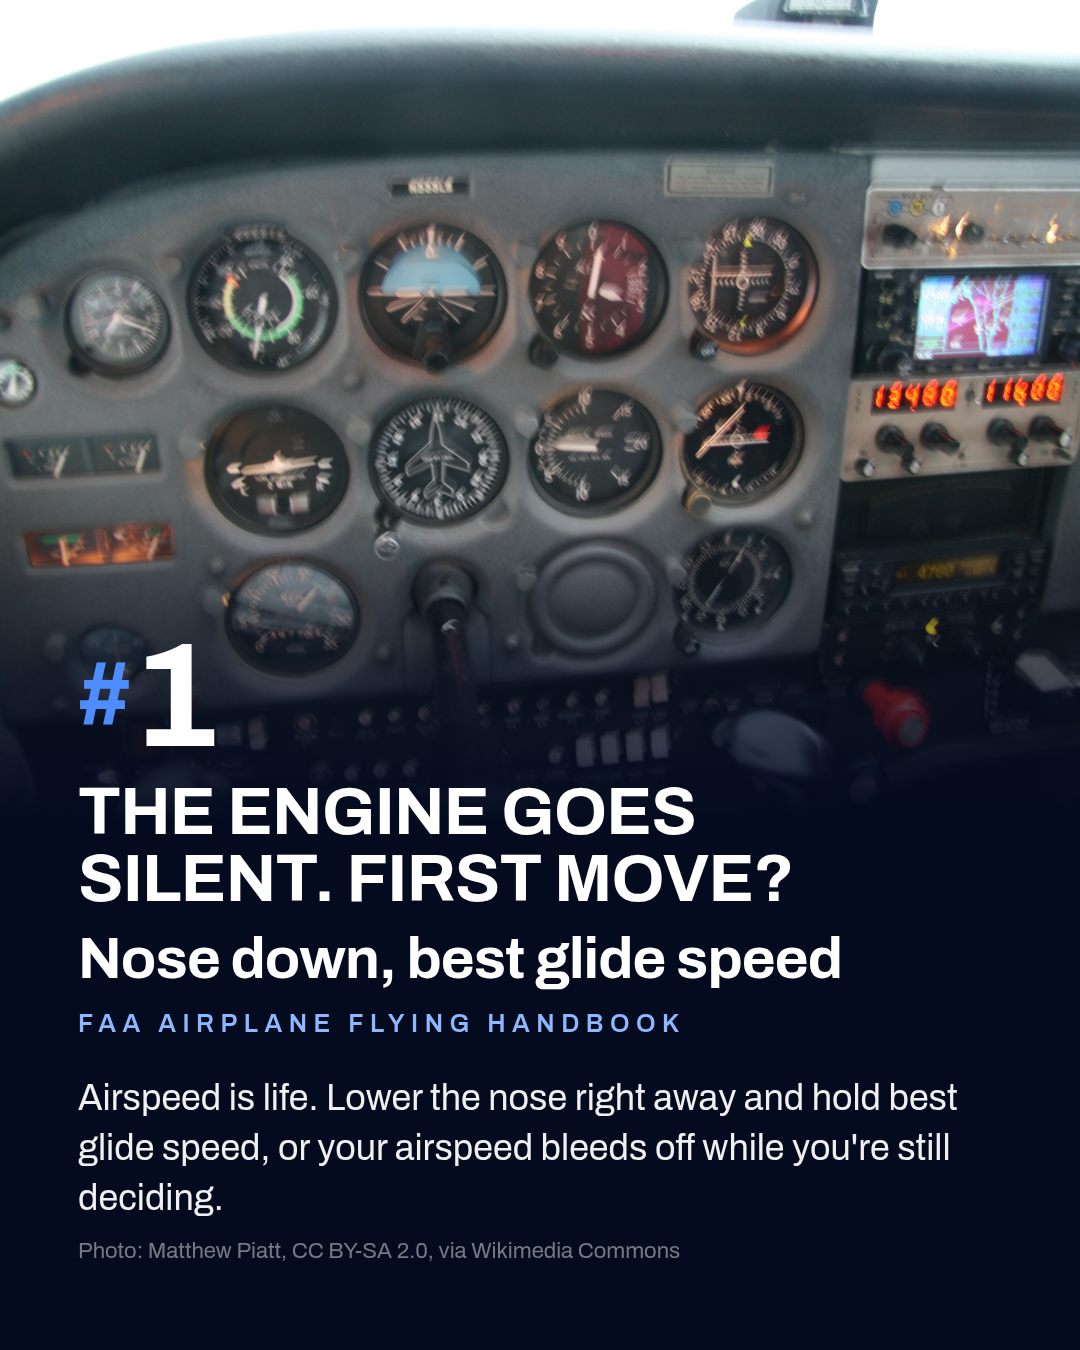 #1
THE ENGINE GOES
SILENT. FIRST MOVE?
Nose down, best glide speed
FAA AIRPLANE FLYING HANDBOOK
Airspeed is life. Lower the nose right away and hold best
glide speed, or your airspeed bleeds off while you're still
deciding.
Photo: Matthew Piatt, CC BY-SA 2.0, via Wikimedia Commons